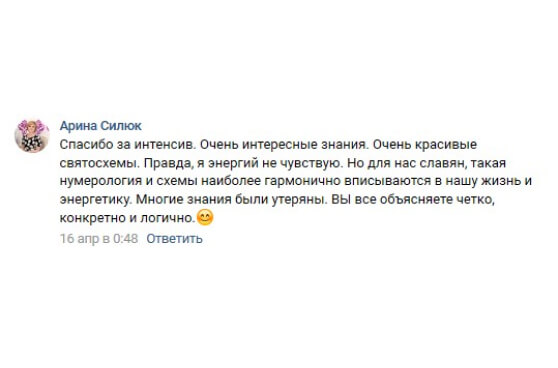 Арина Силюк
Спасибо за интенсив. Очень интересные знания. Очень красивые
святосхемы. Правда, я энергий не чувствую. Но для нас славян, такая
нумерология и схемы наиболее гармонично вписываются в нашу жизнь и
энергетику. Многие знания были утеряны. ВЫ все объясняете четко,
конкретно и логично.😊
16 апр в 0:48 Ответить